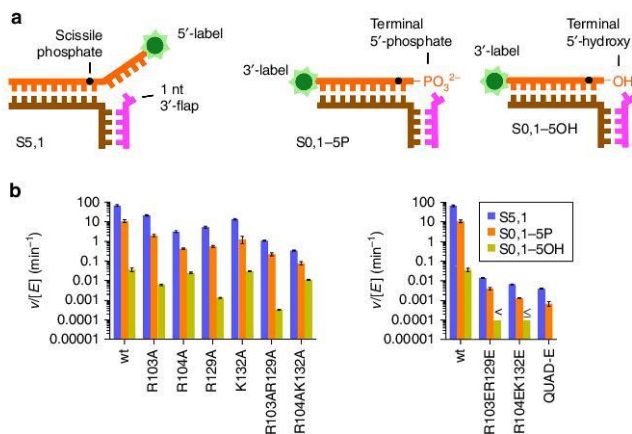 a
Scissile
phosphate
5′-label
1 nt
3′-flap
S5,1
3′-label
Terminal
5′-phosphate
PO₃²⁻
S0,1–5P
3′-label
Terminal
5′-hydroxy
OH
S0,1–5OH
b
v/[E] (min⁻¹)
100
10
1
0.1
0.01
0.001
0.0001
0.00001
wt
R103A
R104A
R129A
K132A
R103AR129A
R104AK132A
v/[E] (min⁻¹)
100
10
1
0.1
0.01
0.001
0.0001
0.00001
S5,1
S0,1–5P
S0,1–5OH
<
≤
wt
R103ER129E
R104EK132E
QUAD-E